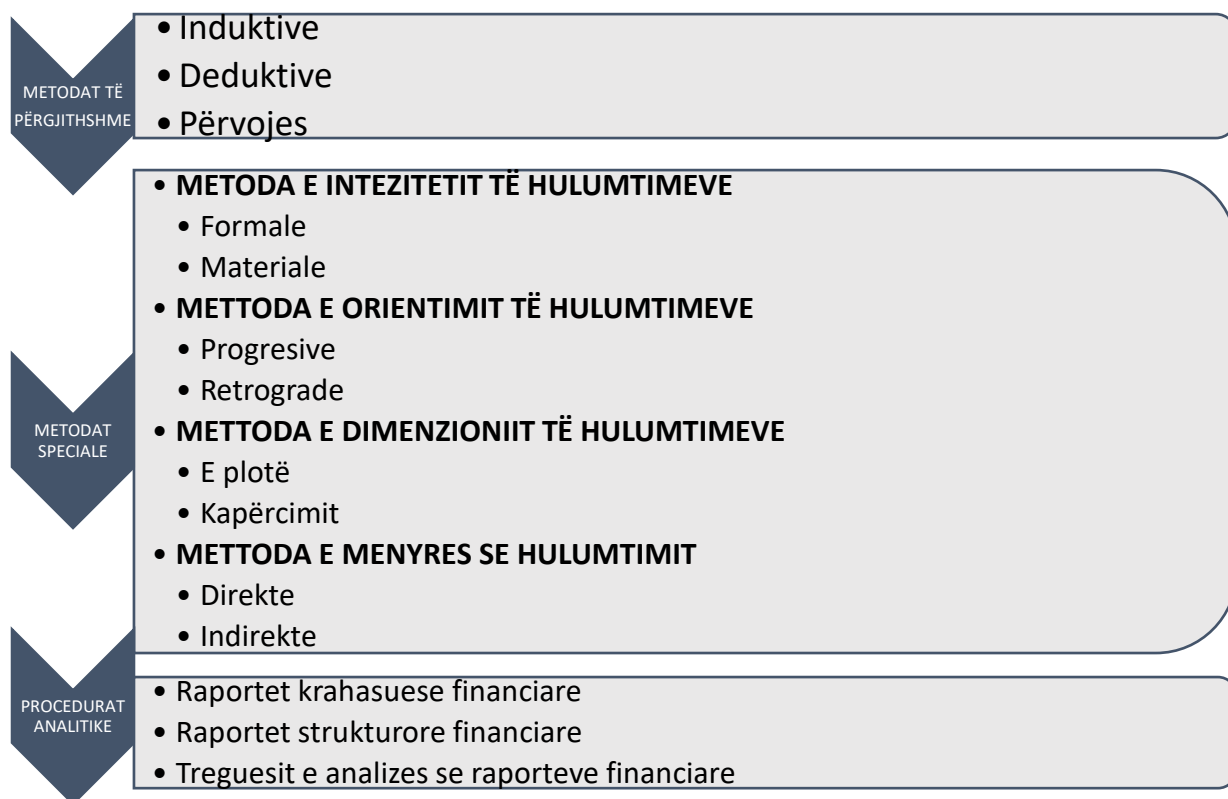 METODAT TË
PËRGJITHSHME
• Induktive
• Deduktive
• Përvojes
METODAT
SPECIALE
• METODA E INTEZITETIT TË HULUMTIMEVE
• Formale
• Materiale
• METTODA E ORIENTIMIT TË HULUMTIMEVE
• Progresive
• Retrograde
• METTODA E DIMENZIONIIT TË HULUMTIMEVE
• E plotë
• Kapërcimit
• METTODA E MENYRES SE HULUMTIMIT
• Direkte
• Indirekte
PROCEDURAT
ANALITIKE
• Raportet krahasuese financiare
• Raportet strukturore financiare
• Treguesit e analizes se raporteve financiare